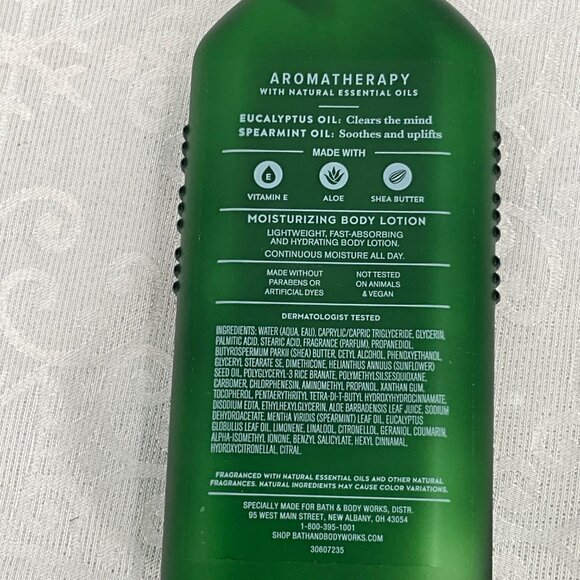 AROMATHERAPY
WITH NATURAL ESSENTIAL OILS
EUCALYPTUS OIL: Clears the mind
SPEARMINT OIL: Soothes and uplifts
MADE WITH
E
VITAMIN E ALOE SHEA BUTTER
MOISTURIZING BODY LOTION
LIGHTWEIGHT, FAST-ABSORBING
AND HYDRATING BODY LOTION.
CONTINUOUS MOISTURE ALL DAY.
MADE WITHOUT
PARABENS OR
ARTIFICIAL DYES
NOT TESTED
ON ANIMALS
& VEGAN
DERMATOLOGIST TESTED
INGREDIENTS: WATER (AQUA, EAU), CAPRYLIC/CAPRIC TRIGLYCERIDE, GLYCERIN,
PALMITIC ACID, STEARIC ACID, FRAGRANCE (PARFUM), PROPANEDIOL,
BUTYROSPERMUM PARKII (SHEA) BUTTER, CETYL ALCOHOL, PHENOXYETHANOL,
GLYCERYL STEARATE SE, DIMETHICONE, HELIANTHUS ANNUUS (SUNFLOWER)
SEED OIL, POLYGLYCERYL-3 RICE BRANATE, POLYMETHYLSILSESQUIOXANE,
CARBOMER, CHLORPHENESIN, AMINOMETHYL PROPANOL, XANTHAN GUM,
TOCOPHEROL, PENTAERYTHRITYL TETRA-DI-T-BUTYL HYDROXYHYDROCINNAMATE,
DISODIUM EDTA, ETHYLHEXYLGLYCERIN, ALOE BARBADENSIS LEAF JUICE, SODIUM
DEHYDROACETATE, MENTHA VIRIDIS (SPEARMINT) LEAF OIL, EUCALYPTUS
GLOBULUS LEAF OIL, LIMONENE, LINALOOL, CITRONELLOL, GERANIOL, COUMARIN,
ALPHA-ISOMETHYL IONONE, BENZYL SALICYLATE, HEXYL CINNAMAL,
HYDROXYCITRONELLAL, CITRAL.
FRAGRANCED WITH NATURAL ESSENTIAL OILS AND OTHER NATURAL
FRAGRANCES. NATURAL INGREDIENTS MAY CAUSE COLOR VARIATIONS.
SPECIALLY MADE FOR BATH & BODY WORKS, DISTR.
95 WEST MAIN STREET, NEW ALBANY, OH 43054
1-800-395-1001
SHOP BATHANDBODYWORKS.COM
30607235